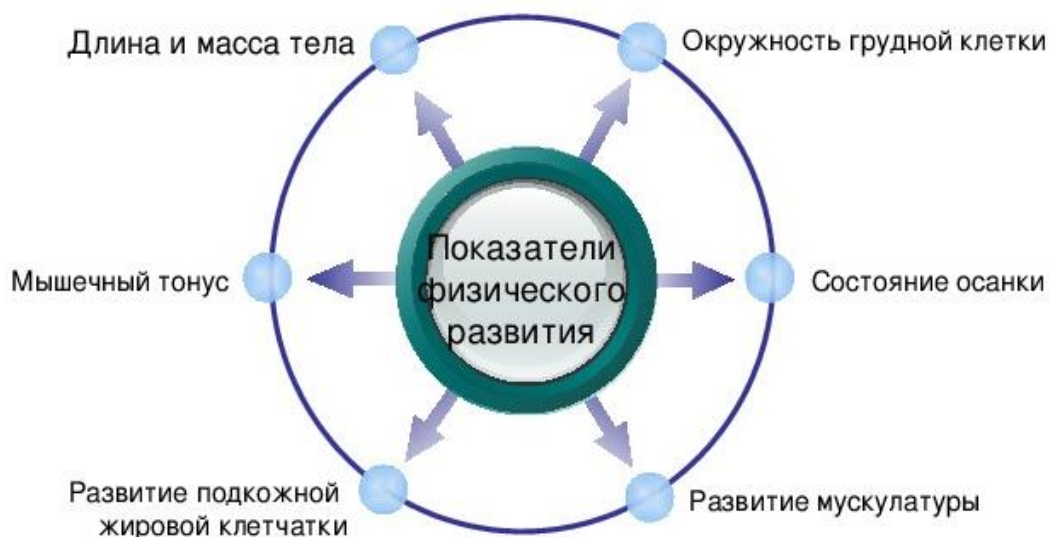 Длина и масса тела
Окружность грудной клетки
Показатели
физического
развития
Мышечный тонус
Состояние осанки
Развитие подкожной
жировой клетчатки
Развитие мускулатуры